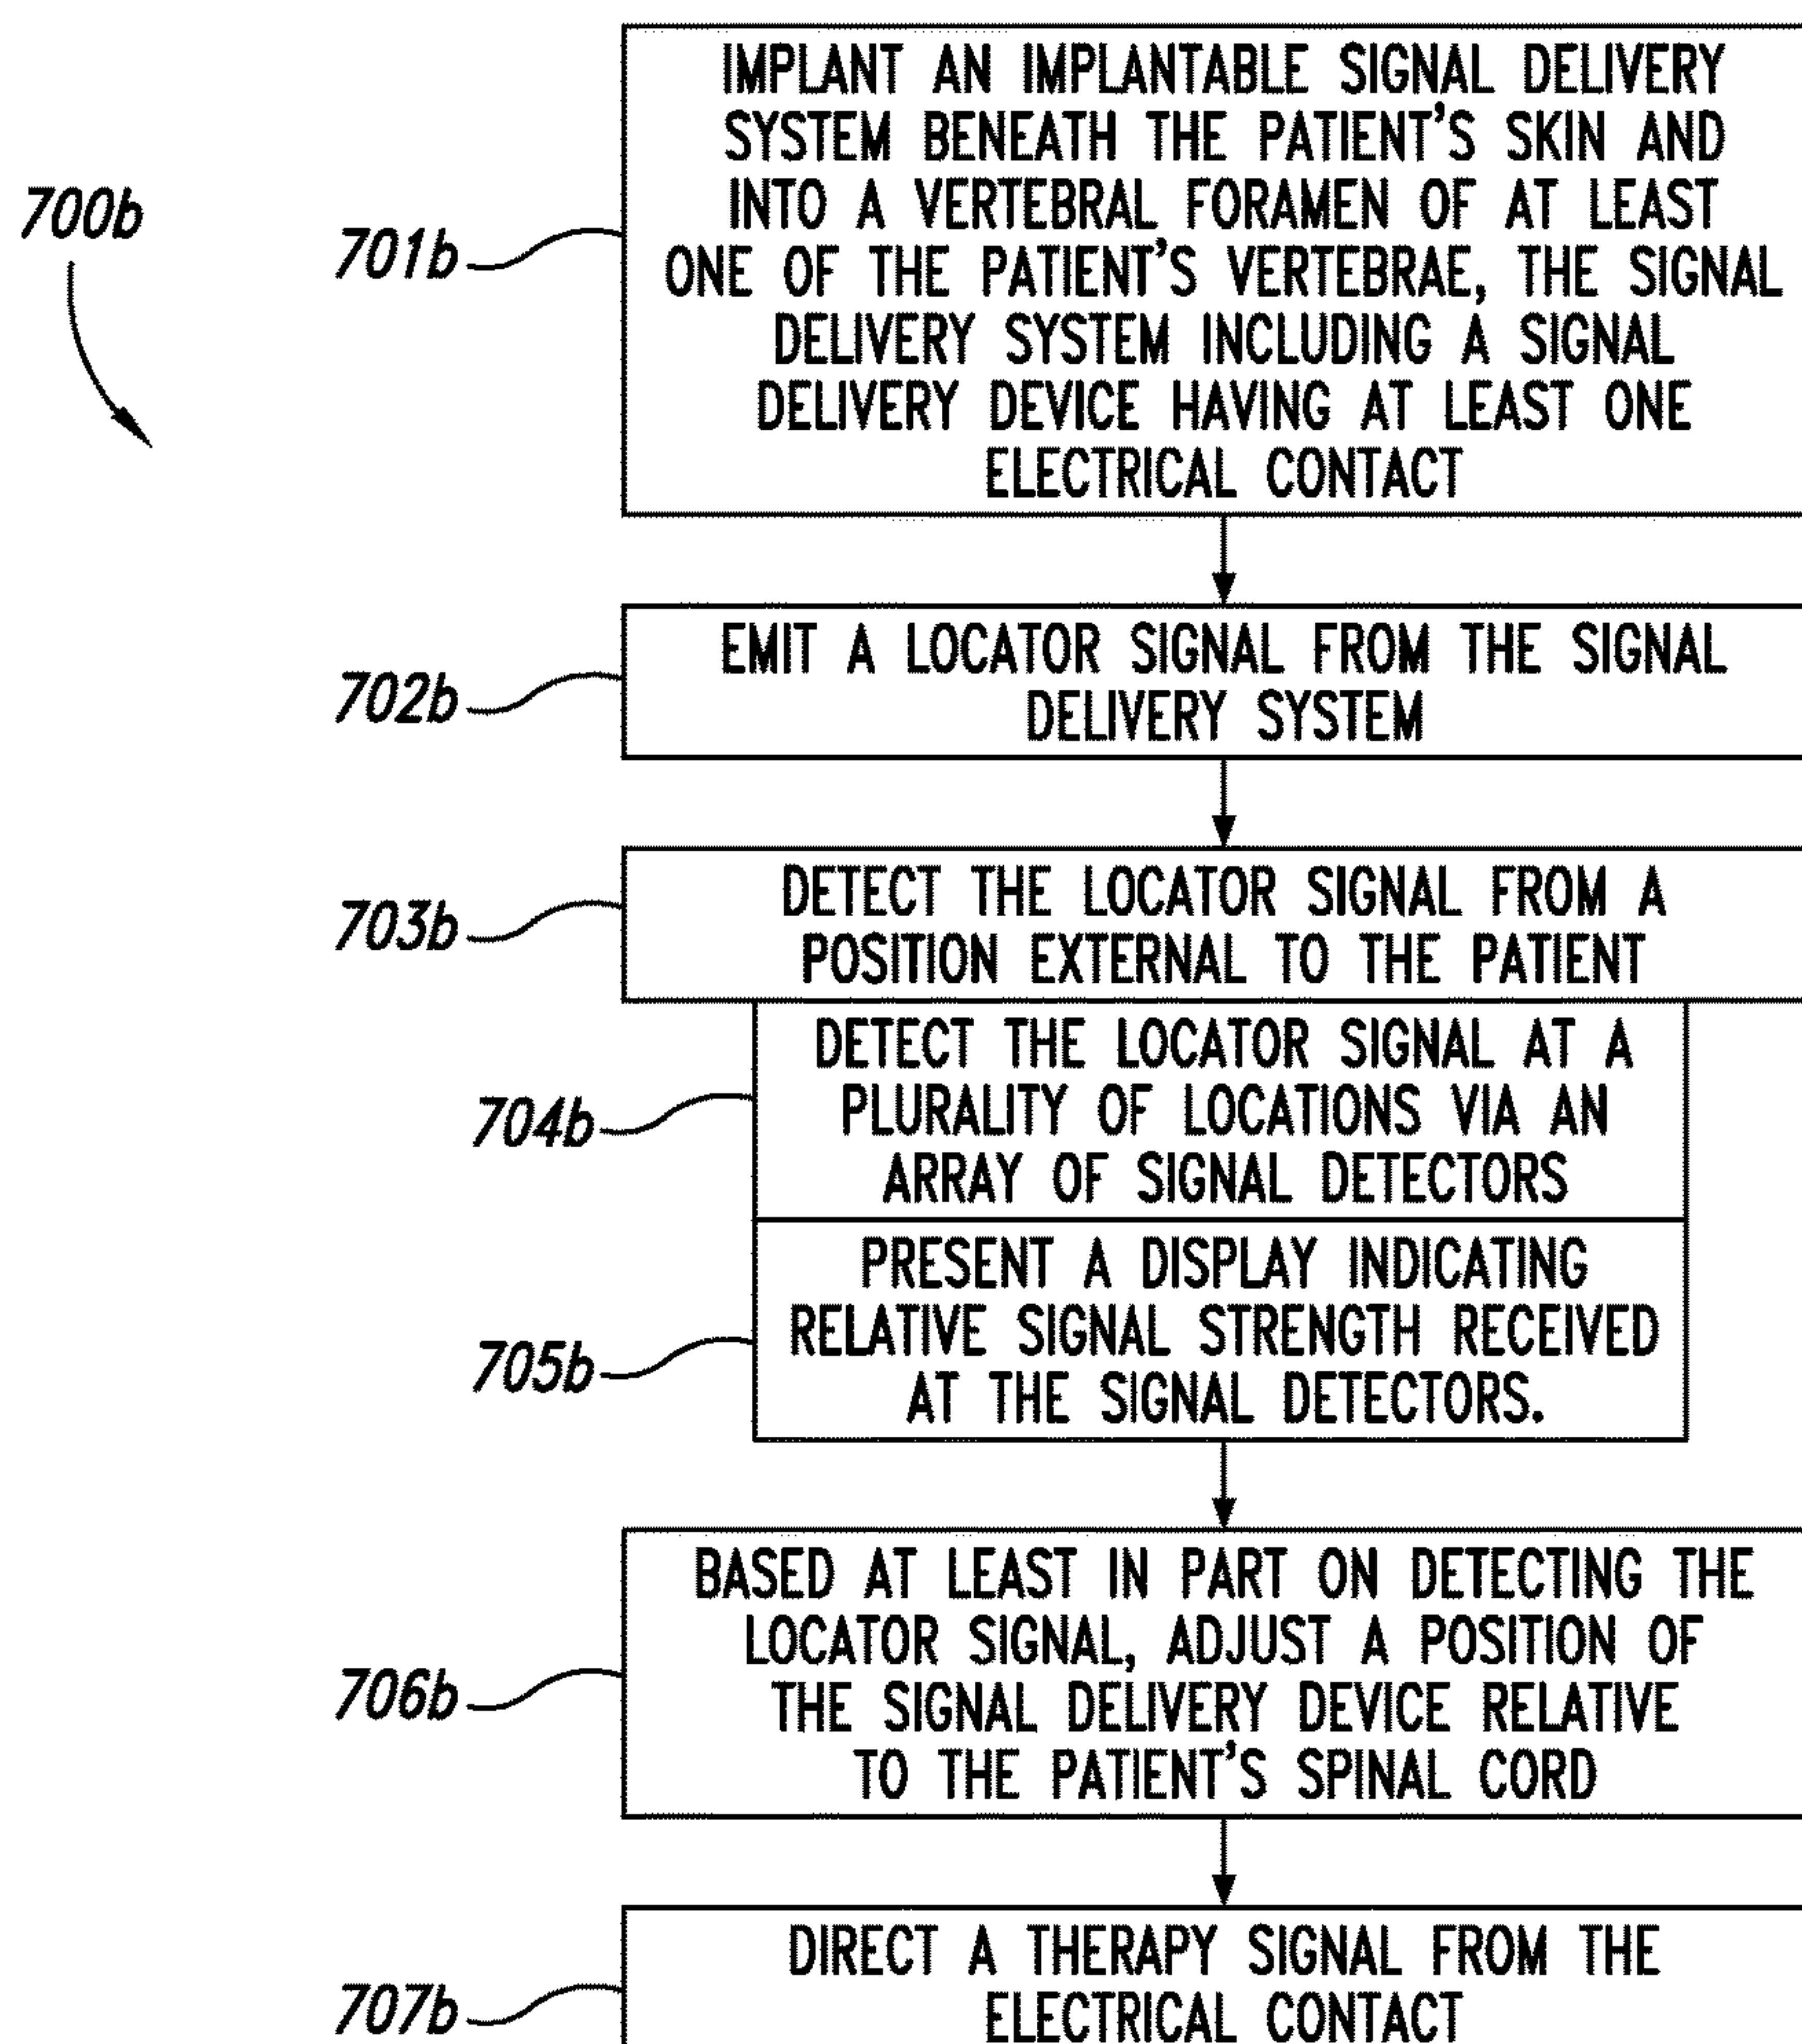 700b
701b
IMPLANT AN IMPLANTABLE SIGNAL DELIVERY
SYSTEM BENEATH THE PATIENT'S SKIN AND
INTO A VERTEBRAL FORAMEN OF AT LEAST
ONE OF THE PATIENT'S VERTEBRAE, THE SIGNAL
DELIVERY SYSTEM INCLUDING A SIGNAL
DELIVERY DEVICE HAVING AT LEAST ONE
ELECTRICAL CONTACT
702b
EMIT A LOCATOR SIGNAL FROM THE SIGNAL
DELIVERY SYSTEM
703b
DETECT THE LOCATOR SIGNAL FROM A
POSITION EXTERNAL TO THE PATIENT
704b
DETECT THE LOCATOR SIGNAL AT A
PLURALITY OF LOCATIONS VIA AN
ARRAY OF SIGNAL DETECTORS
705b
PRESENT A DISPLAY INDICATING
RELATIVE SIGNAL STRENGTH RECEIVED
AT THE SIGNAL DETECTORS.
706b
BASED AT LEAST IN PART ON DETECTING THE
LOCATOR SIGNAL, ADJUST A POSITION OF
THE SIGNAL DELIVERY DEVICE RELATIVE
TO THE PATIENT'S SPINAL CORD
707b
DIRECT A THERAPY SIGNAL FROM THE
ELECTRICAL CONTACT